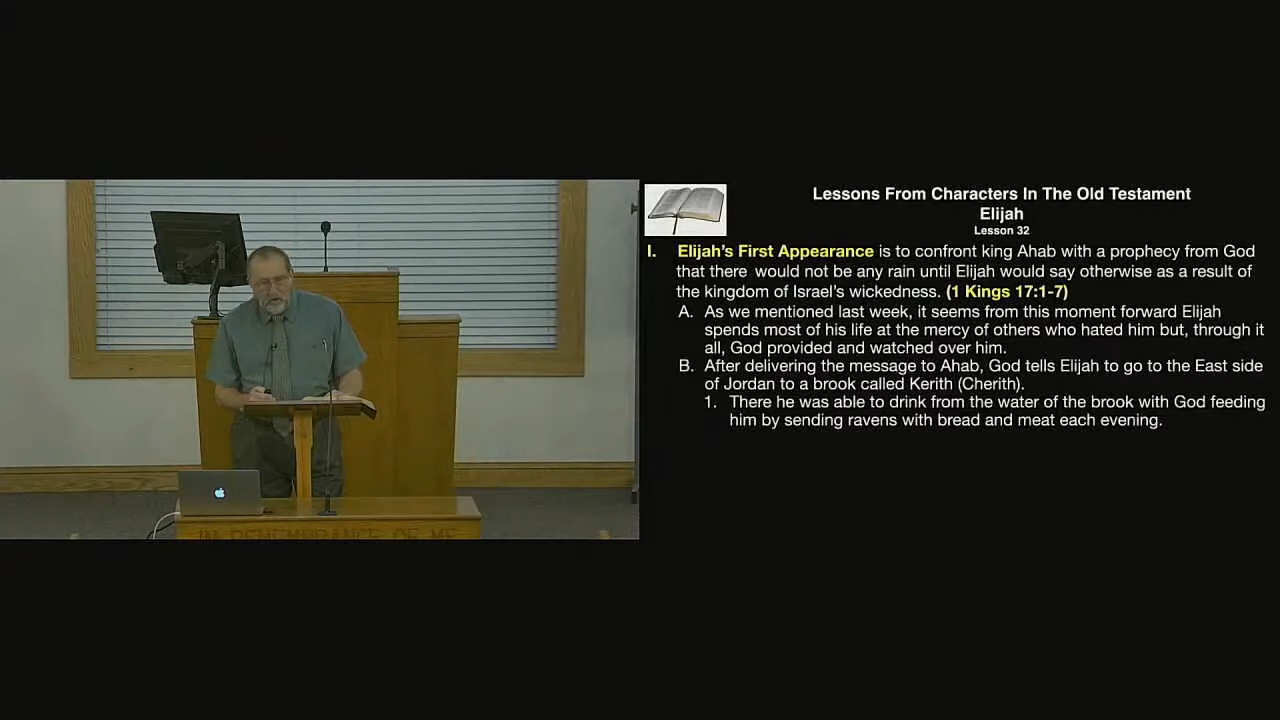 Lessons From Characters In The Old Testament
Elijah
Lesson 32
I. Elijah's First Appearance is to confront king Ahab with a prophecy from God
that there would not be any rain until Elijah would say otherwise as a result of
the kingdom of Israel's wickedness. (1 Kings 17:1-7)
A. As we mentioned last week, it seems from this moment forward Elijah
spends most of his life at the mercy of others who hated him but, through it
all, God provided and watched over him.
B. After delivering the message to Ahab, God tells Elijah to go to the East side
of Jordan to a brook called Kerith (Cherith).
1. There he was able to drink from the water of the brook with God feeding
him by sending ravens with bread and meat each evening.
IN REMEMBRANCE OF ME